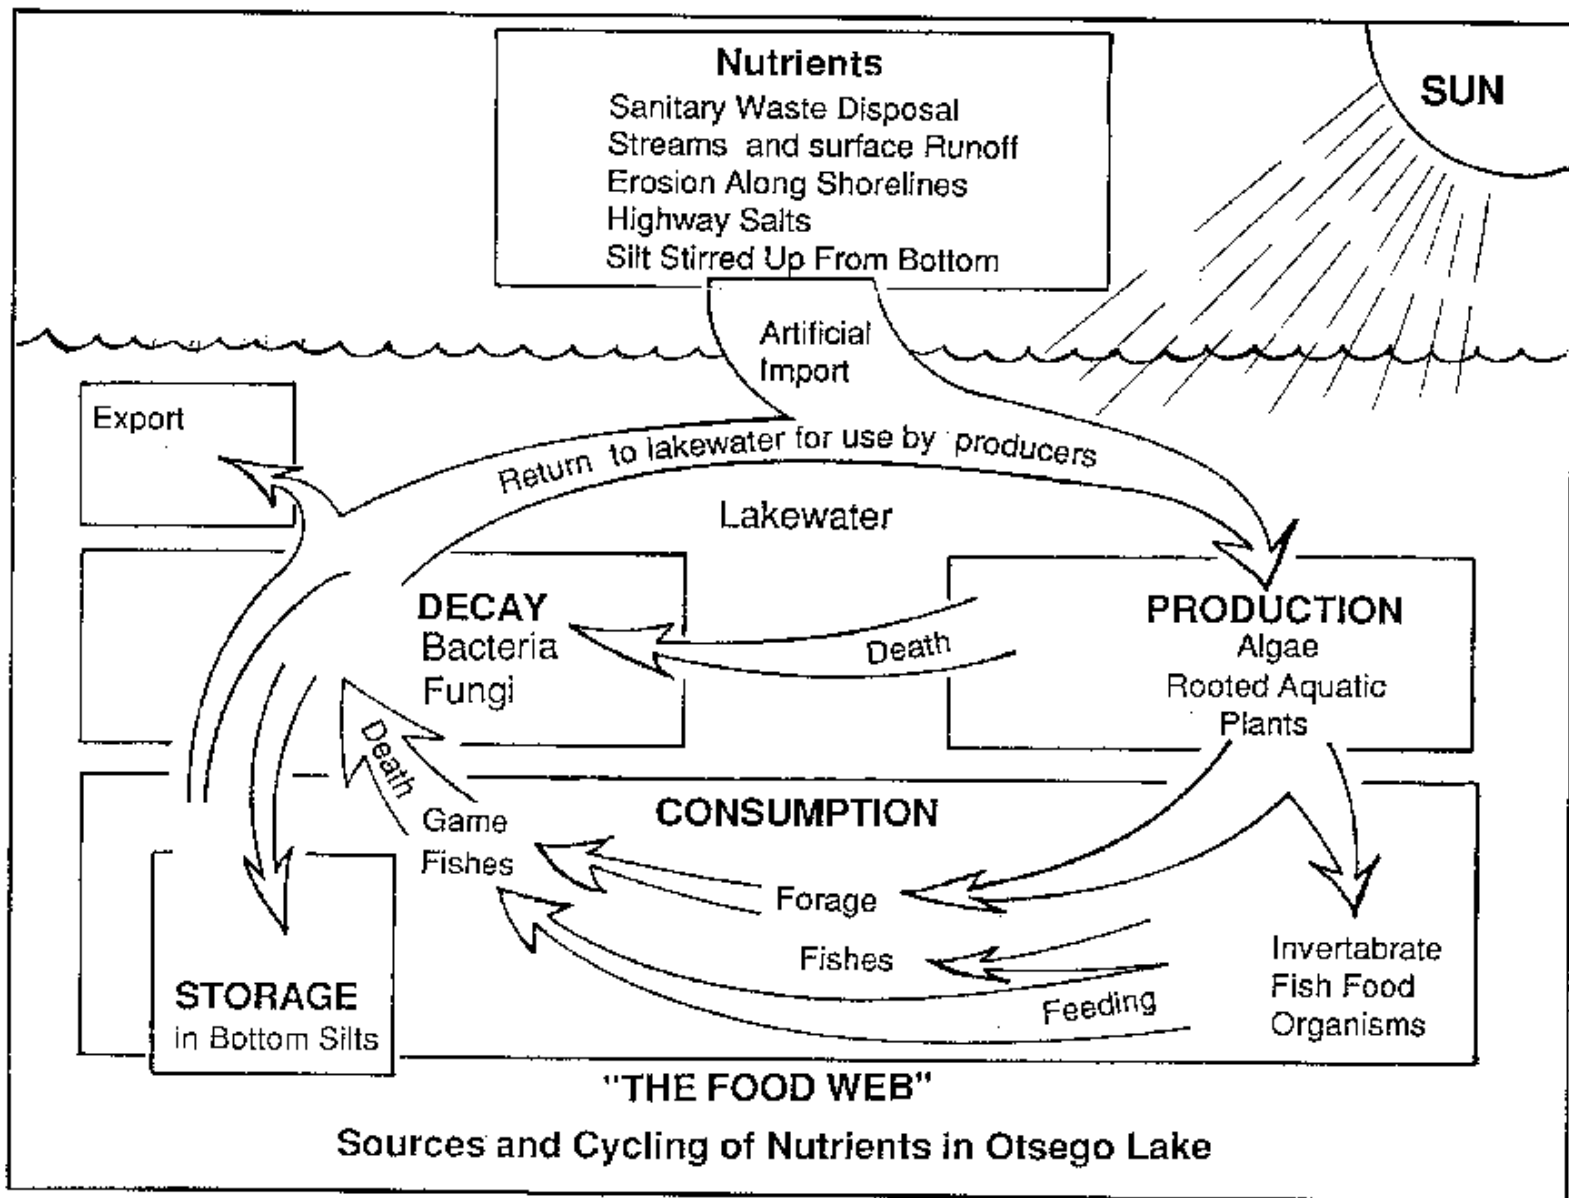 Nutrients
Sanitary Waste Disposal
Streams and surface Runoff
Erosion Along Shorelines
Highway Salts
Silt Stirred Up From Bottom
SUN
Artificial
Import
Export
Return to lakewater for use by producers
Lakewater
DECAY
Bacteria
Fungi
Death
PRODUCTION
Algae
Rooted Aquatic
Plants
Death
CONSUMPTION
Game
Fishes
Forage
Fishes
Feeding
Invertabrate
Fish Food
Organisms
STORAGE
in Bottom Silts
"THE FOOD WEB"
Sources and Cycling of Nutrients in Otsego Lake